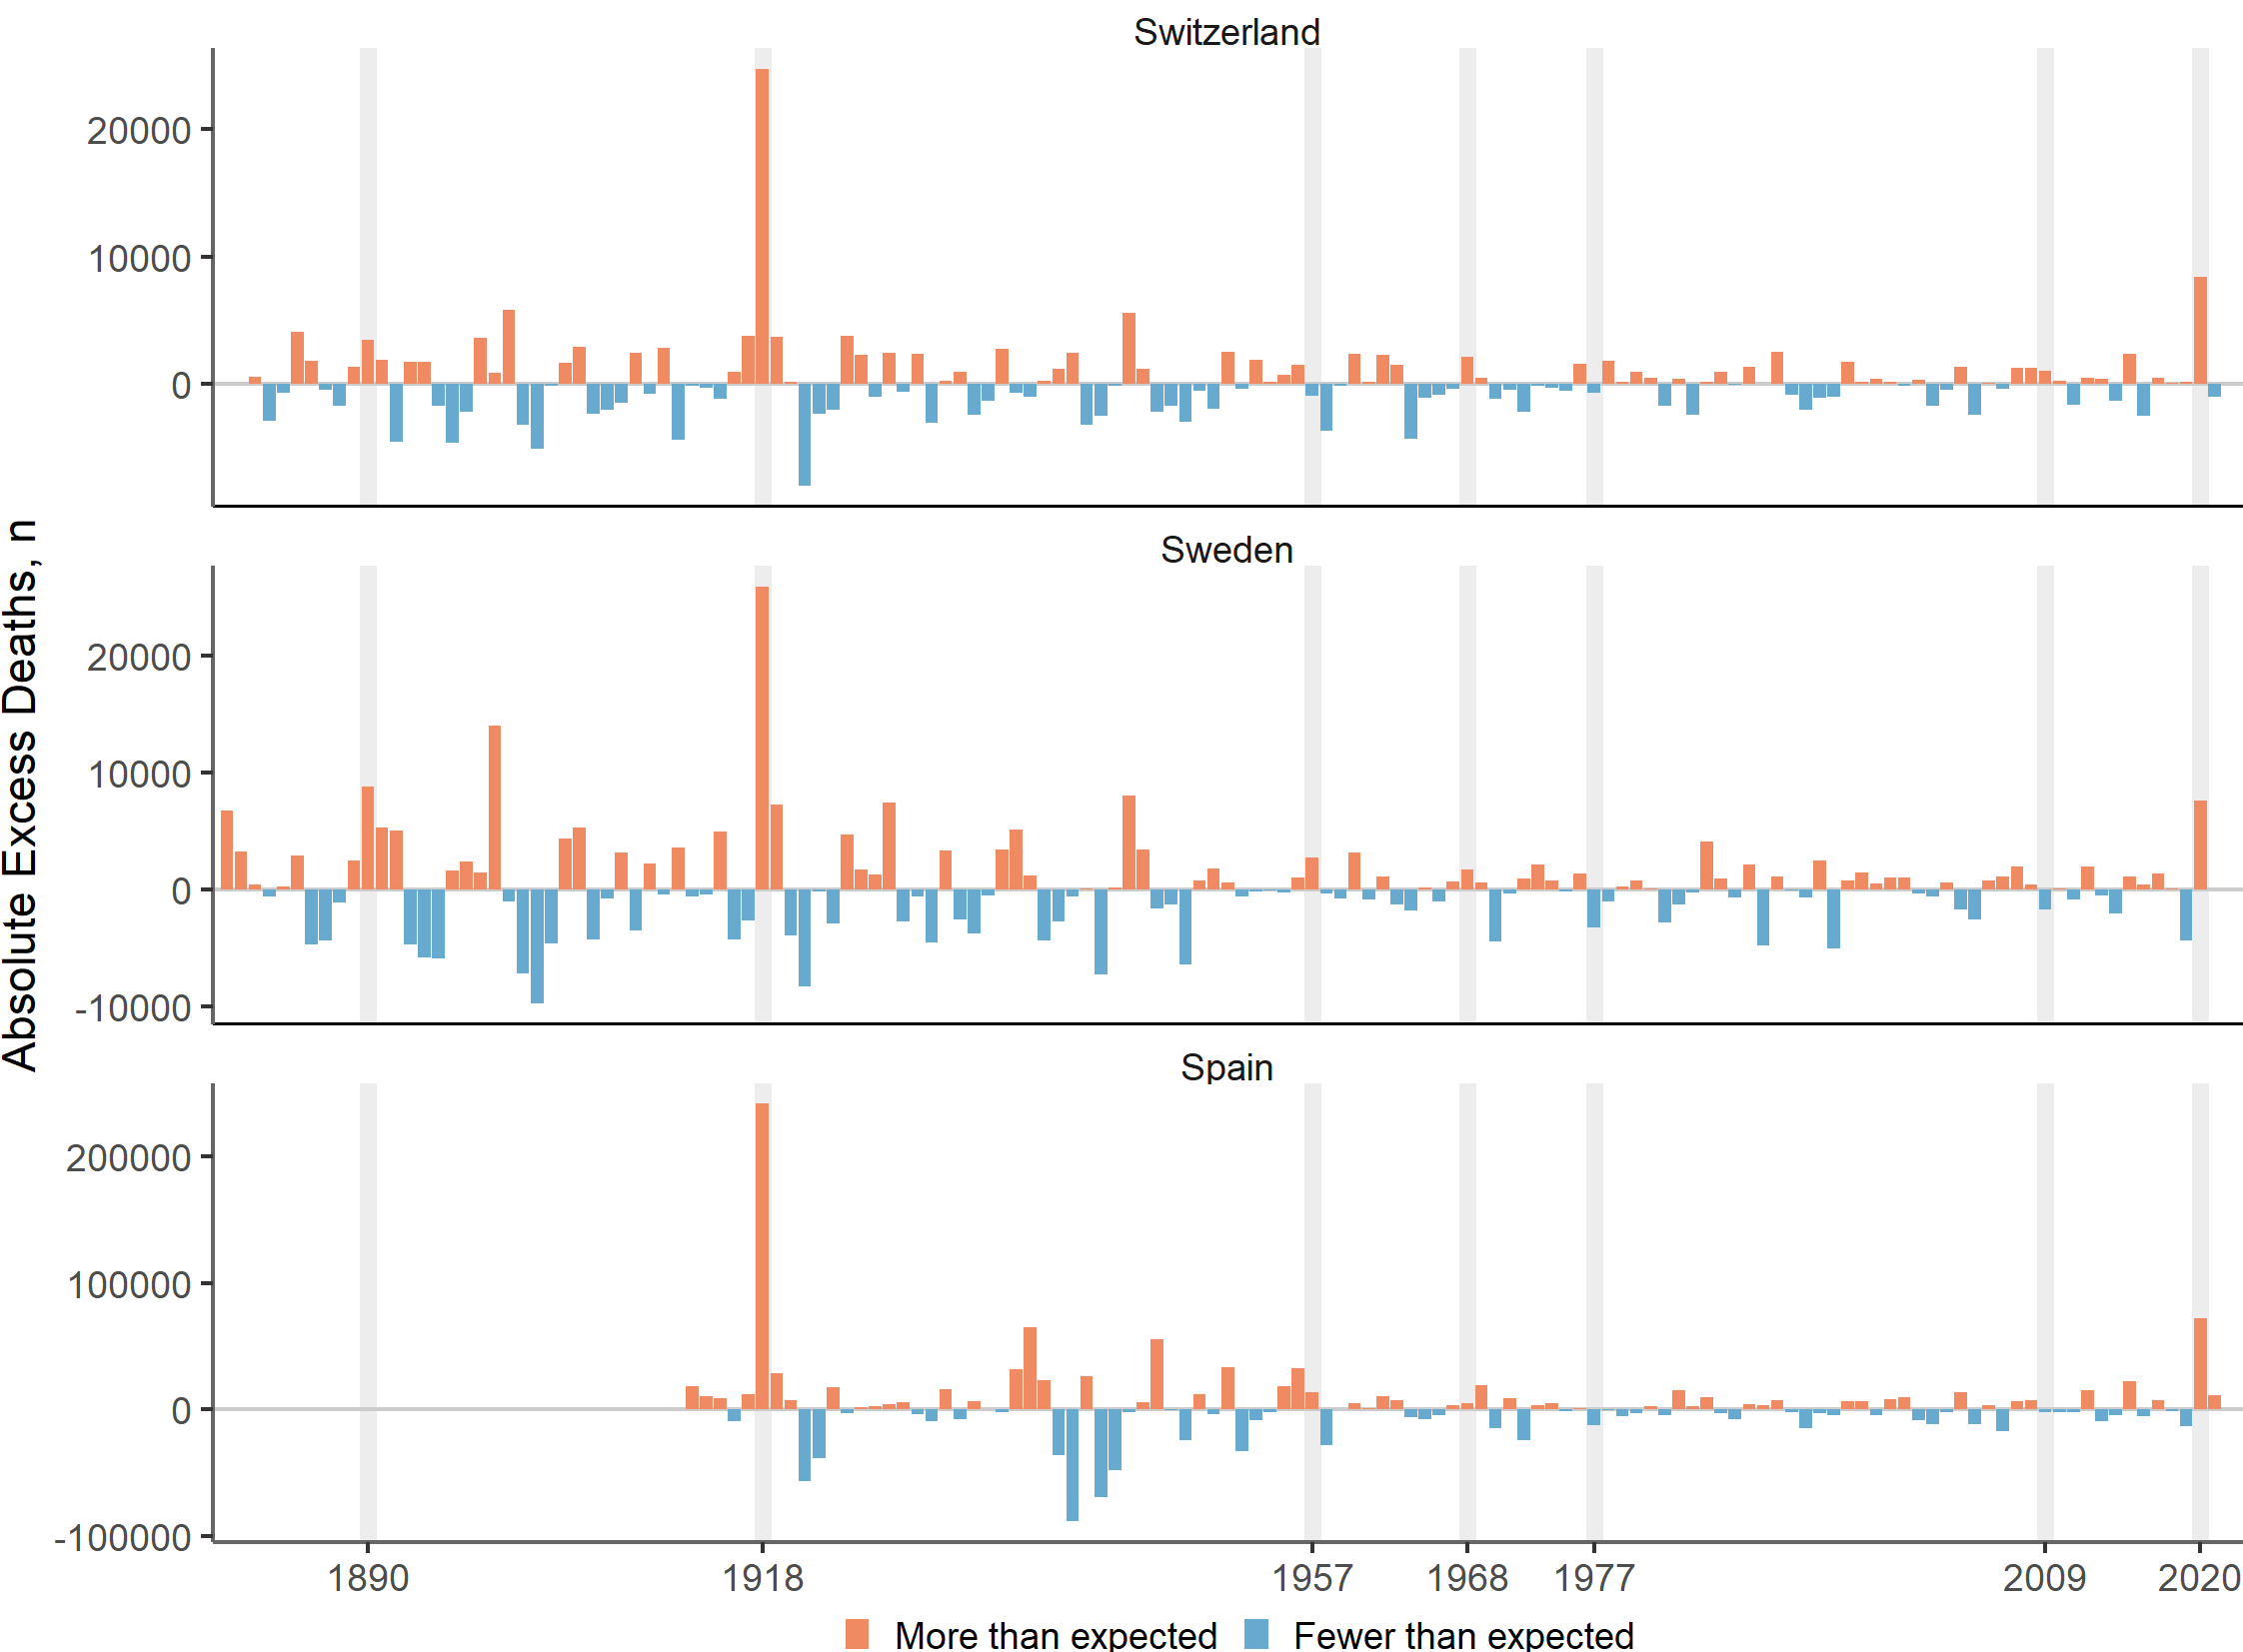 Switzerland
20000
10000
0
Absolute Excess Deaths, n
Sweden
20000
10000
0
-10000
Spain
200000
100000
0
-100000
1890 1918 1957 1968 1977 2009 2020
More than expected Fewer than expected